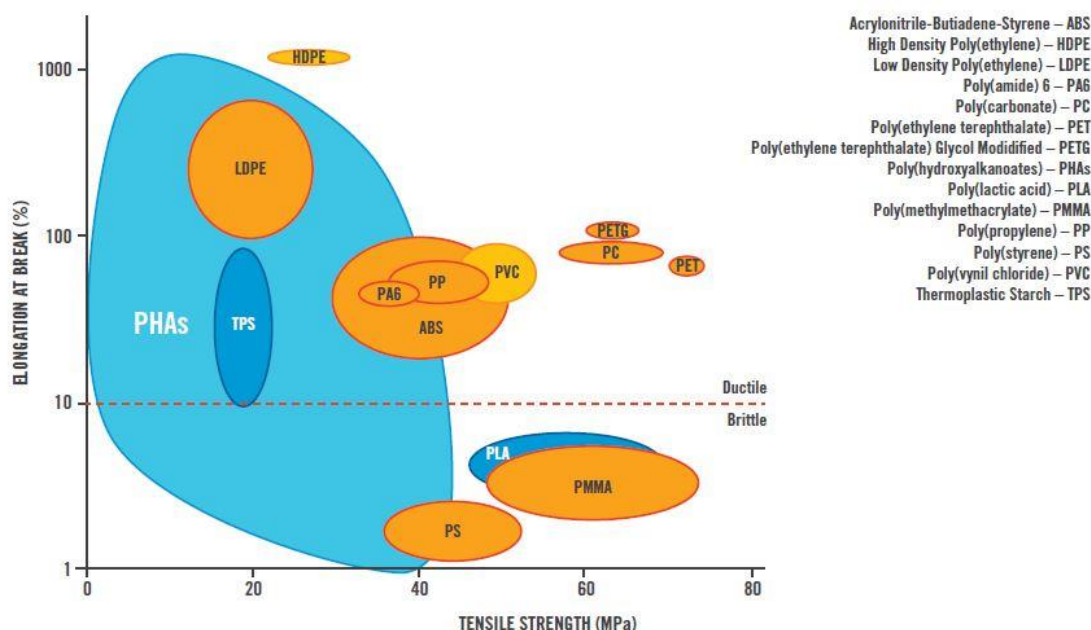 ELONGATION AT BREAK (%)
1000
100
10
1
0
20
40
60
80
TENSILE STRENGTH (MPa)
HDPE
LDPE
PHAs
TPS
PA6
PP
ABS
PVC
PETG
PC
PET
Ductile
Brittle
PLA
PMMA
PS
Acrylonitrile-Butiadene-Styrene – ABS
High Density Poly(ethylene) – HDPE
Low Density Poly(ethylene) – LDPE
Poly(amide) 6 – PA6
Poly(carbonate) – PC
Poly(ethylene terephthalate) – PET
Poly(ethylene terephthalate) Glycol Modidified – PETG
Poly(hydroxyalkanoates) – PHAs
Poly(lactic acid) – PLA
Poly(methylmethacrylate) – PMMA
Poly(propylene) – PP
Poly(styrene) – PS
Poly(vynil chloride) – PVC
Thermoplastic Starch – TPS